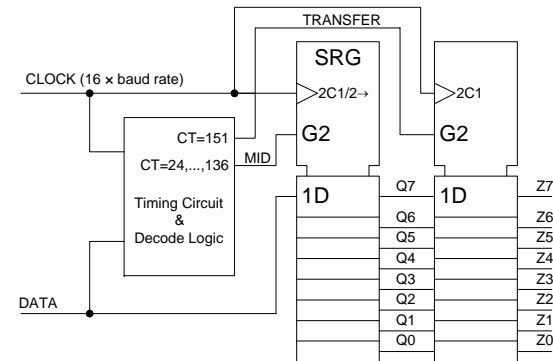 TRANSFER
SRG
CLOCK (16 × baud rate)
2C1/2→
2C1
CT=151
G2
G2
CT=24,...,136
MID
Timing Circuit
&
Decode Logic
1D
Q7
1D
Z7
Q6
Z6
Q5
Z5
Q4
Z4
Q3
Z3
DATA
Q2
Z2
Q1
Z1
Q0
Z0